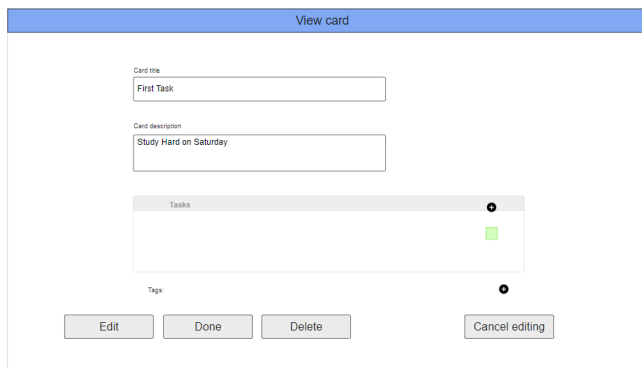 View card
Card title
First Task
Card description
Study Hard on Saturday
Tasks
Tags:
Edit Done Delete Cancel editing